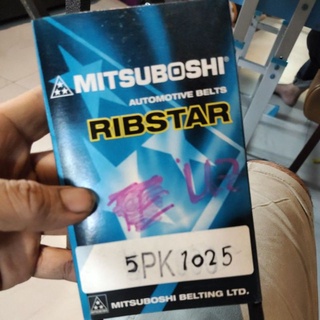 MITSUBOSHI®
AUTOMOTIVE BELTS
RIBSTAR
5PK1025
MITSUBOSHI BELTING LTD.